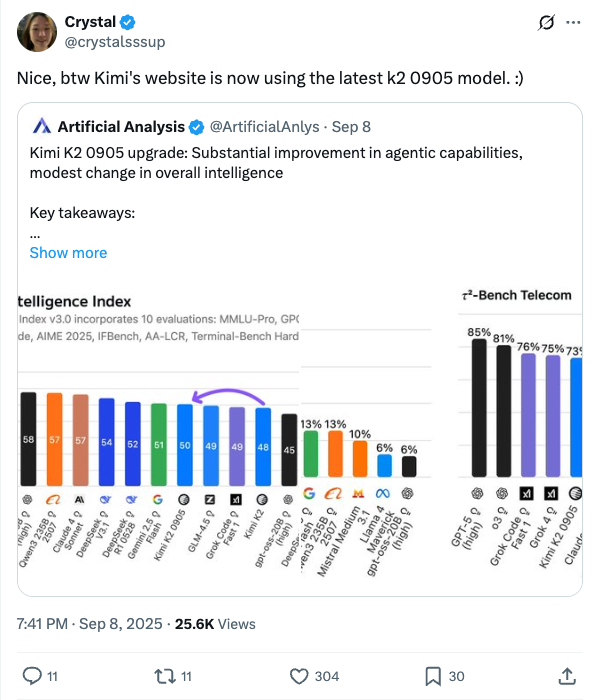 Crystal
@crystalsssup
Nice, btw Kimi's website is now using the latest k2 0905 model. :)
Artificial Analysis @ArtificialAnlys · Sep 8
Kimi K2 0905 upgrade: Substantial improvement in agentic capabilities,
modest change in overall intelligence
Key takeaways:
...
Show more
telligence Index
Index v3.0 incorporates 10 evaluations: MMLU-Pro, GPQ
de, AIME 2025, IFBench, AA-LCR, Terminal-Bench Hard
58
57
57
54
52
51
50
49
49
48
45
(high)
Qwen3 235B
2507
Claude 4
Sonnet
DeepSeek
V3.1
DeepSeek
R1 0528
Gemini 2.5
Flash
Kimi K2 0905
GLM-4.5
Grok Code
Fast 1
Kimi K2
gpt-oss-20B
(high)
DeepS
13%
13%
10%
6%
6%
ash
wen3 235B
2507
Mistral Medium
3.1
Llama 4
Maverick
gpt-oss-20B
(high)
τ²-Bench Telecom
85%
81%
76%
75%
73%
GPT-5
(high)
o3
Grok Code
Fast 1
Grok 4
Kimi K2 0905
Claud
7:41 PM · Sep 8, 2025 · 25.6K Views
11
11
304
30